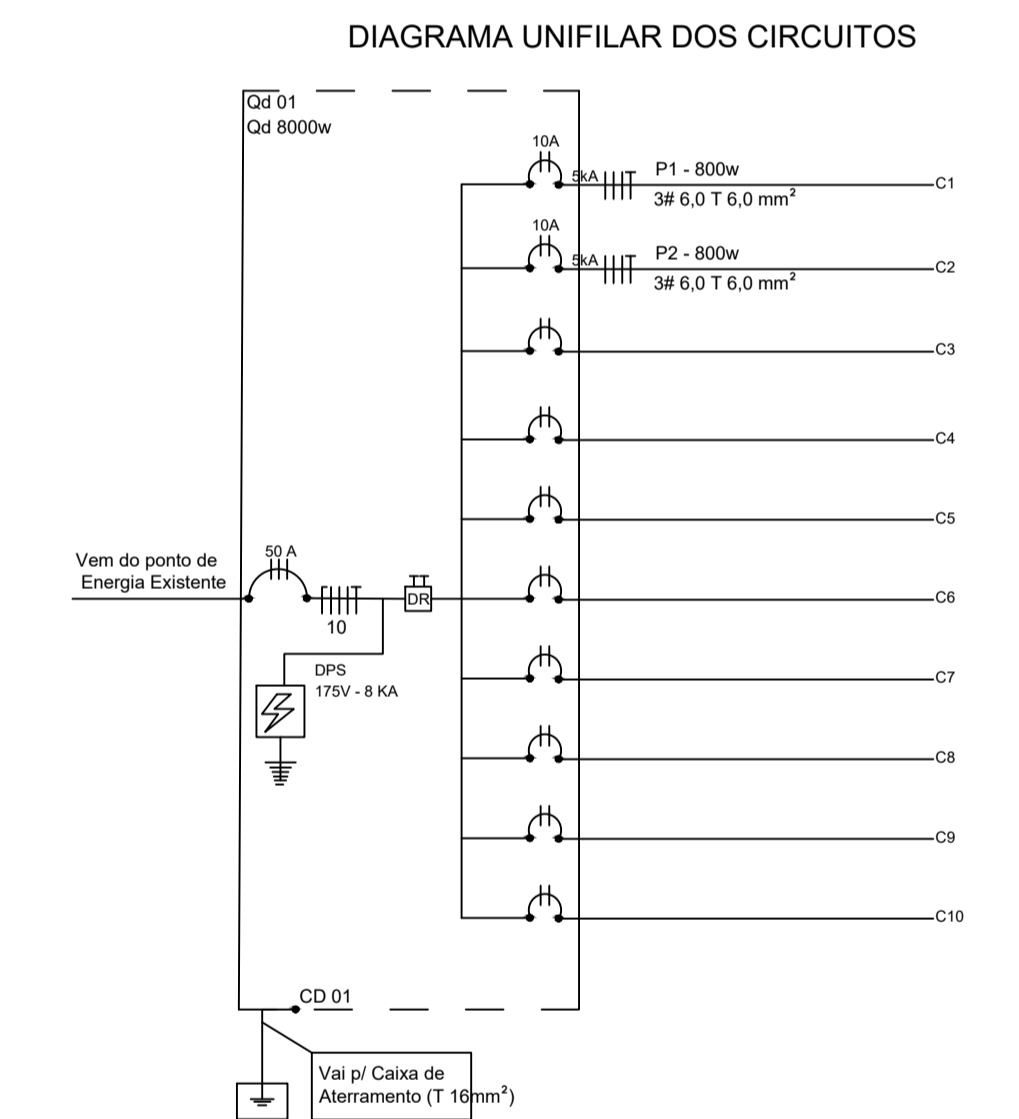 DIAGRAMA UNIFILAR DOS CIRCUITOS
Qd 01
Qd 8000w
10A
5kA
P1 - 800w
3# 6,0 T 6,0 mm²
C1
10A
5kA
P2 - 800w
3# 6,0 T 6,0 mm²
C2
C3
C4
C5
Vem do ponto de
Energia Existente
50 A
10
DR
C6
DPS
175V - 8 KA
C7
C8
C9
C10
CD 01
Vai p/ Caixa de
Aterramento (T 16mm²)